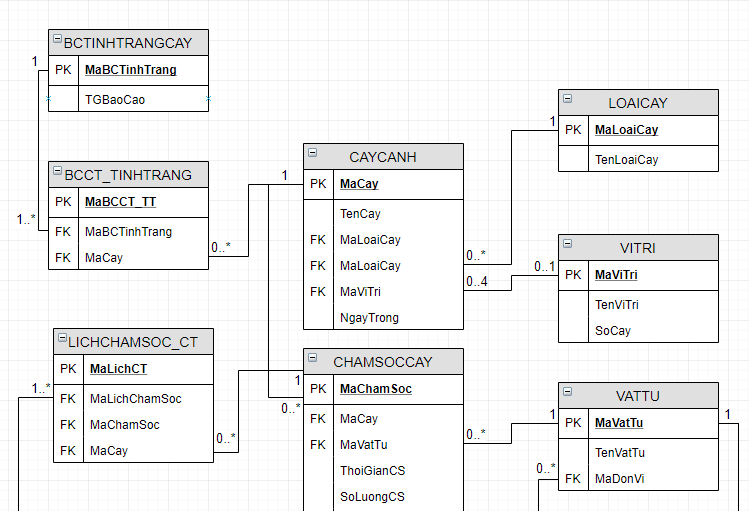 BCTINHTRANGCAY
1
PK MaBCTinhTrang
TGBaoCao
BCCT_TINHTRANG
PK MaBCCT_TT
1..*
FK MaBCTinhTrang
FK MaCay
0..*
LICHCHAMSOC_CT
PK MaLichCT
1..*
FK MaLichChamSoc
FK MaChamSoc
FK MaCay
0..*
CAYCANH
1
PK MaCay
TenCay
FK MaLoaiCay
FK MaLoaiCay
0..*
FK MaViTri
0..4
NgayTrong
CHAMSOCCAY
1
PK MaChamSoc
0..*
FK MaCay
FK MaVatTu
0..*
ThoiGianCS
SoLuongCS
LOAICAY
1
PK MaLoaiCay
TenLoaiCay
VITRI
0..1
PK MaViTri
TenViTri
SoCay
VATTU
1
PK MaVatTu
1
TenVatTu
0..*
FK MaDonVi